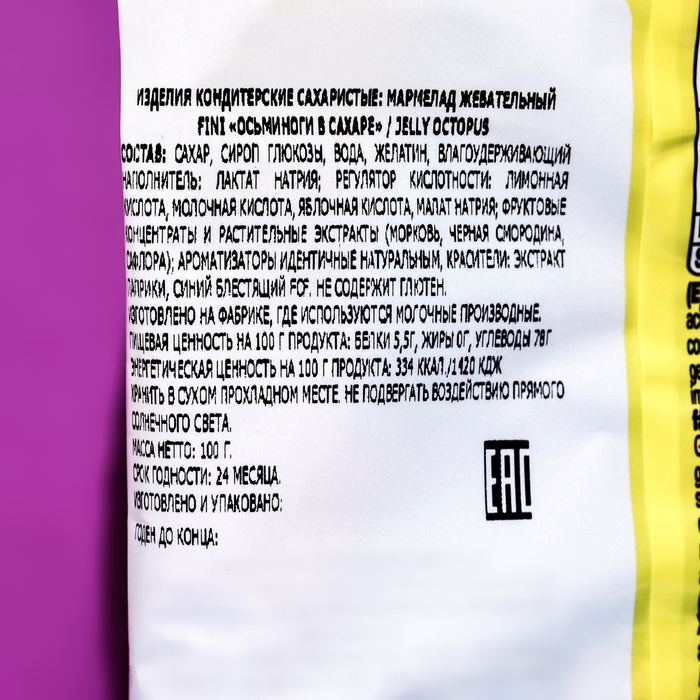 ИЗДЕЛИЯ КОНДИТЕРСКИЕ САХАРИСТЫЕ: МАРМЕЛАД ЖЕВАТЕЛЬНЫЙ
FINI «ОСЬМИНОГИ В САХАРЕ» / JELLY OCTOPUS
СОСТАВ: САХАР, СИРОП ГЛЮКОЗЫ, ВОДА, ЖЕЛАТИН, ВЛАГОУДЕРЖИВАЮЩИЙ
НАПОЛНИТЕЛЬ: ЛАКТАТ НАТРИЯ; РЕГУЛЯТОР КИСЛОТНОСТИ: ЛИМОННАЯ
КИСЛОТА, МОЛОЧНАЯ КИСЛОТА, ЯБЛОЧНАЯ КИСЛОТА, МАЛАТ НАТРИЯ; ФРУКТОВЫЕ
КОНЦЕНТРАТЫ И РАСТИТЕЛЬНЫЕ ЭКСТРАКТЫ (МОРКОВЬ, ЧЕРНАЯ СМОРОДИНА,
САФЛОРА); АРОМАТИЗАТОРЫ ИДЕНТИЧНЫЕ НАТУРАЛЬНЫМ, КРАСИТЕЛИ: ЭКСТРАКТ
ПАПРИКИ, СИНИЙ БЛЕСТЯЩИЙ FCF. НЕ СОДЕРЖИТ ГЛЮТЕН.
ИЗГОТОВЛЕНО НА ФАБРИКЕ, ГДЕ ИСПОЛЬЗУЮТСЯ МОЛОЧНЫЕ ПРОИЗВОДНЫЕ.
ПИЩЕВАЯ ЦЕННОСТЬ НА 100 Г ПРОДУКТА: БЕЛКИ 5,5Г, ЖИРЫ 0Г, УГЛЕВОДЫ 78Г
ЭНЕРГЕТИЧЕСКАЯ ЦЕННОСТЬ НА 100 Г ПРОДУКТА: 334 ККАЛ./1420 КДЖ
ХРАНИТЬ В СУХОМ ПРОХЛАДНОМ МЕСТЕ. НЕ ПОДВЕРГАТЬ ВОЗДЕЙСТВИЮ ПРЯМОГО
СОЛНЕЧНОГО СВЕТА.
МАССА НЕТТО: 100 Г.
СРОК ГОДНОСТИ: 24 МЕСЯЦА.
ИЗГОТОВЛЕНО И УПАКОВАНО:
ГОДЕН ДО КОНЦА:
EAC